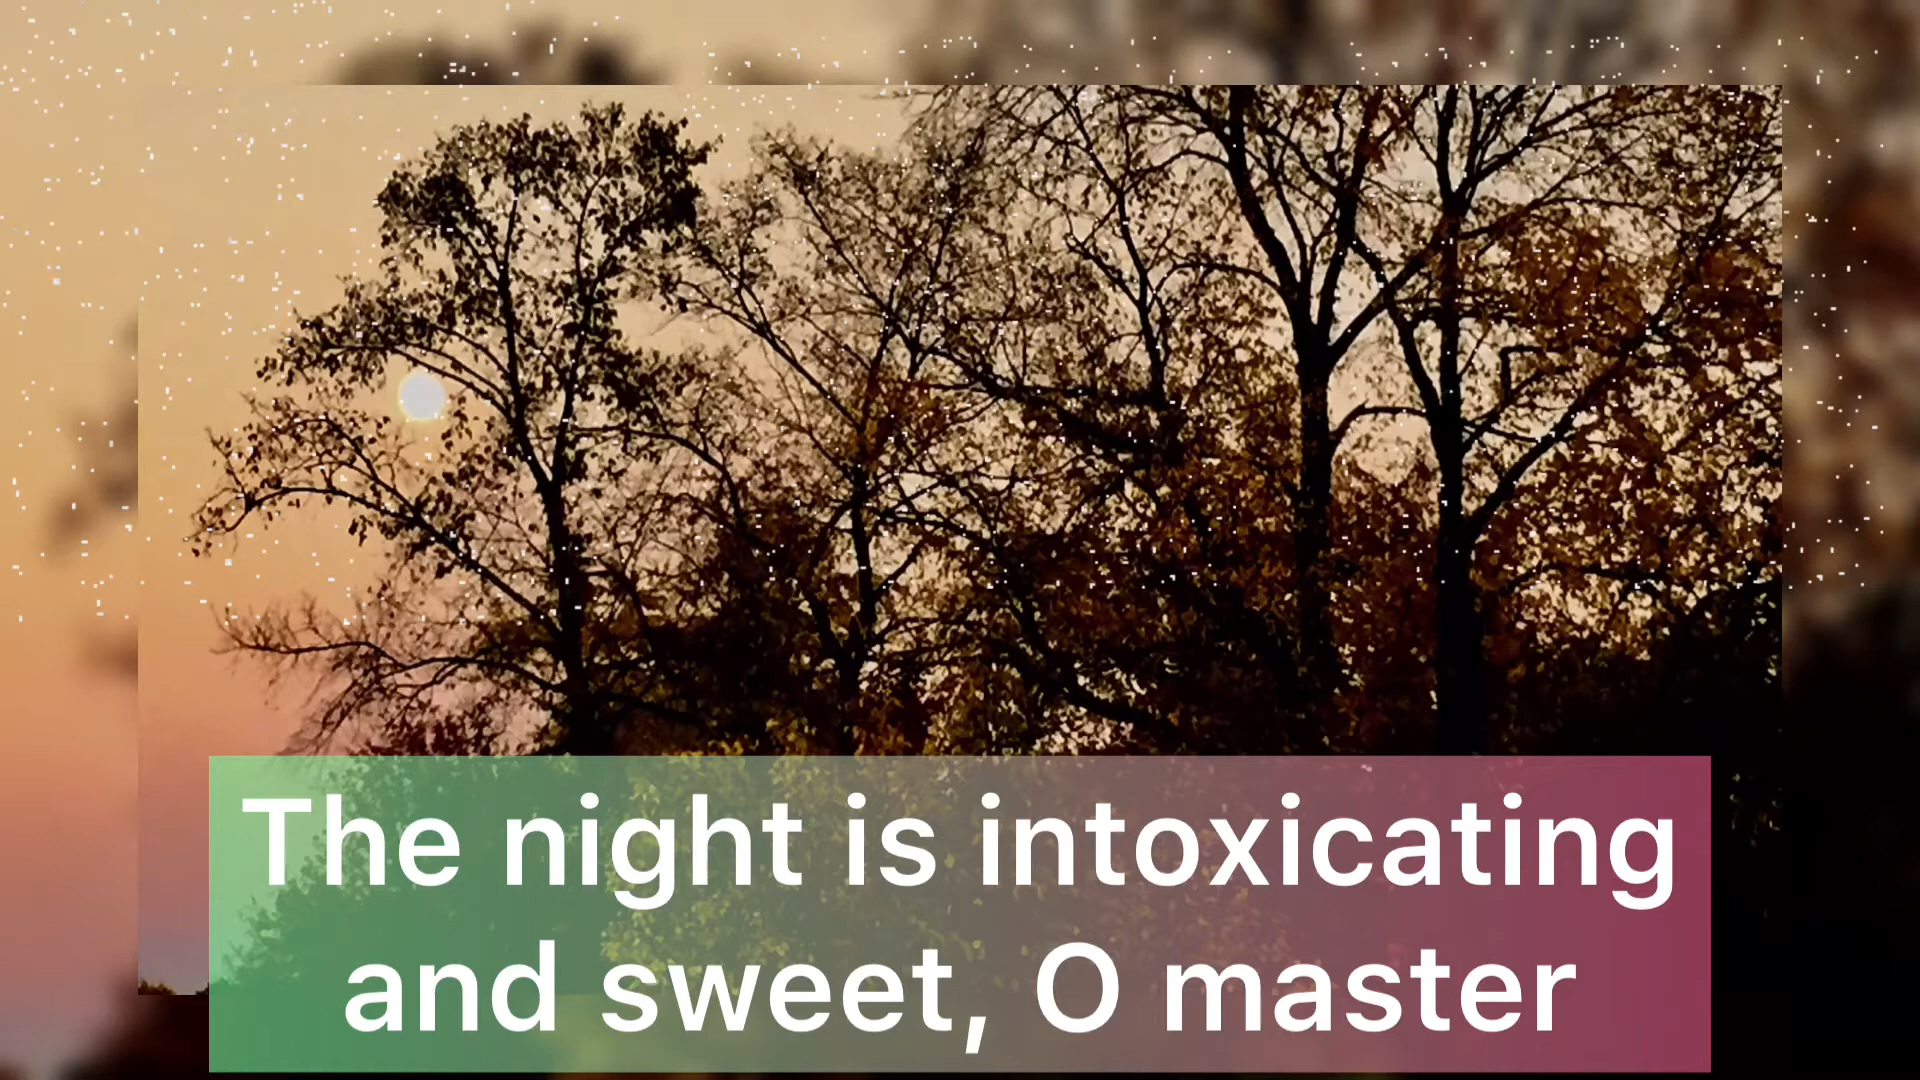 The night is intoxicating
and sweet, O master